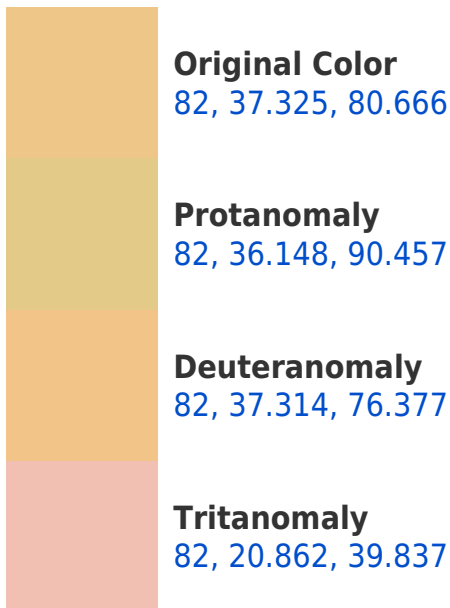 Original Color
82, 37.325, 80.666
Protanomaly
82, 36.148, 90.457
Deuteranomaly
82, 37.314, 76.377
Tritanomaly
82, 20.862, 39.837